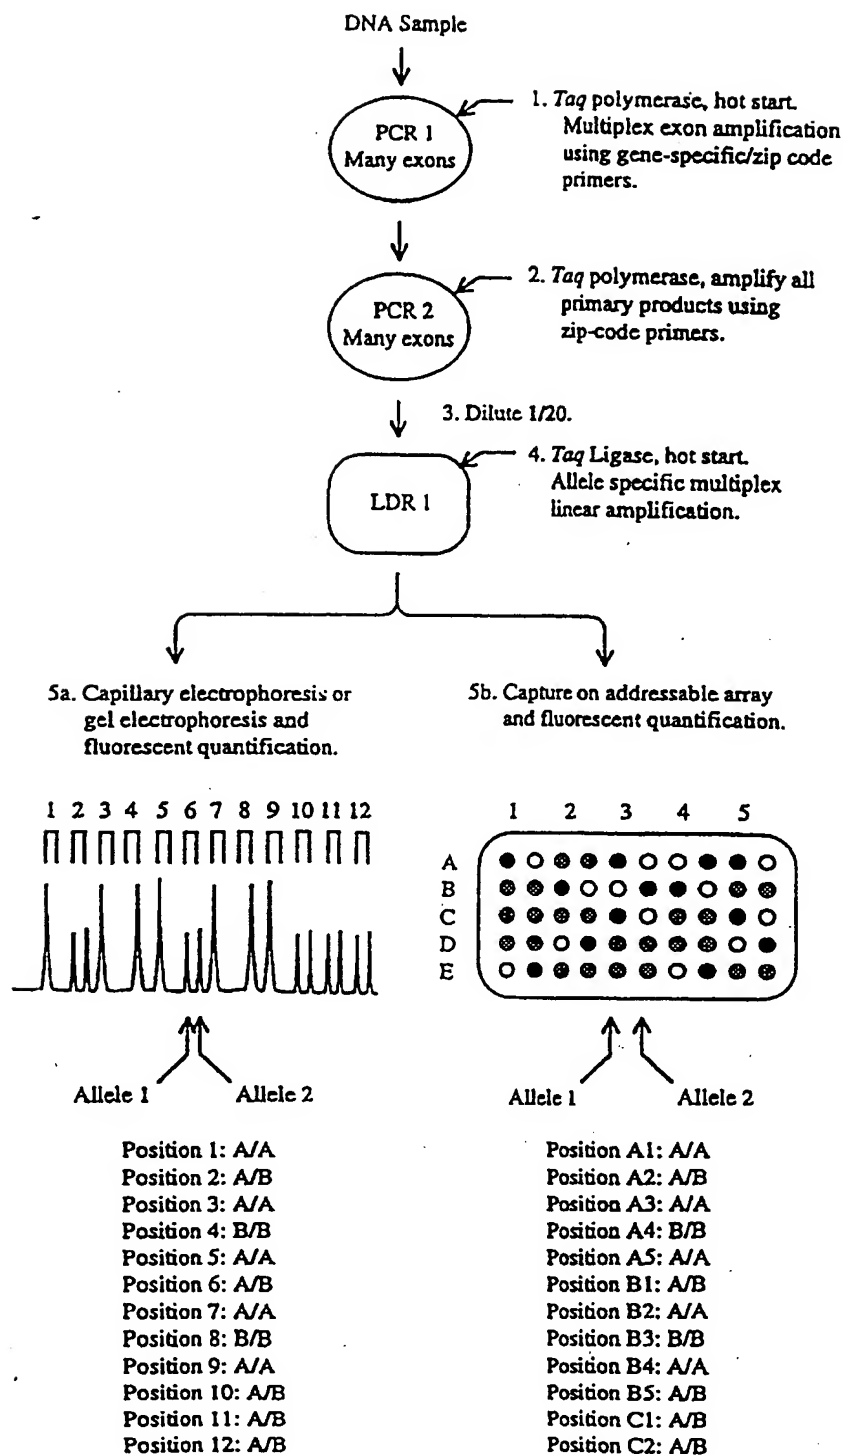 DNA Sample
PCR 1
Many exons
1. Taq polymerase, hot start.
Multiplex exon amplification
using gene-specific/zip code
primers.
PCR 2
Many exons
2. Taq polymerase, amplify all
primary products using
zip-code primers.
3. Dilute 1/20.
LDR 1
4. Taq Ligase, hot start.
Allele specific multiplex
linear amplification.
5a. Capillary electrophoresis or
gel electrophoresis and
fluorescent quantification.
5b. Capture on addressable array
and fluorescent quantification.
1 2 3 4 5 6 7 8 9 10 11 12
1 2 3 4 5
A
B
C
D
E
Allele 1 Allele 2
Allele 1 Allele 2
Position 1: A/A
Position 2: A/B
Position 3: A/A
Position 4: B/B
Position 5: A/A
Position 6: A/B
Position 7: A/A
Position 8: B/B
Position 9: A/A
Position 10: A/B
Position 11: A/B
Position 12: A/B
Position A1: A/A
Position A2: A/B
Position A3: A/A
Position A4: B/B
Position A5: A/A
Position B1: A/B
Position B2: A/A
Position B3: B/B
Position B4: A/A
Position B5: A/B
Position C1: A/B
Position C2: A/B